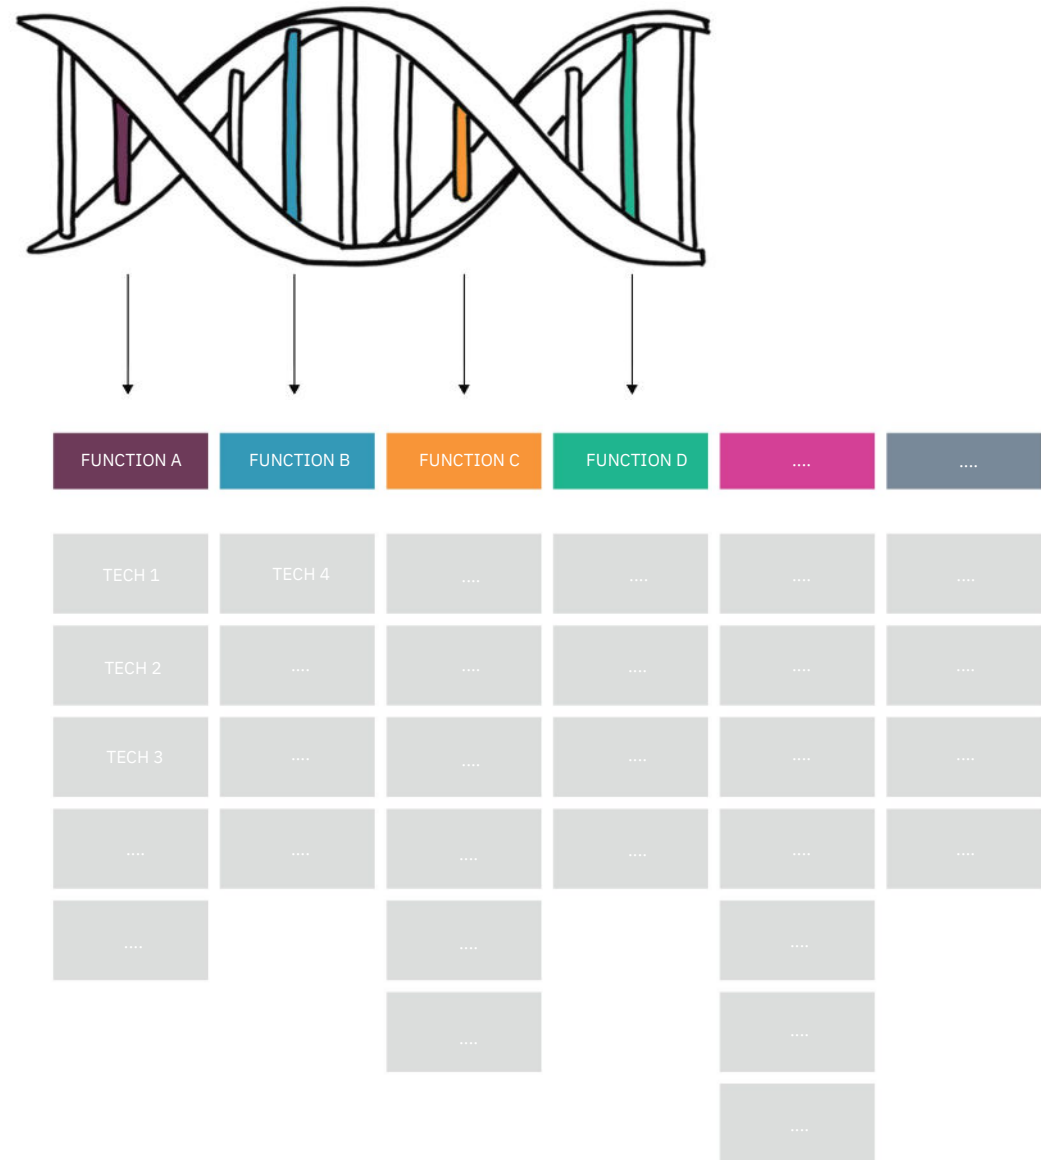 FUNCTION A FUNCTION B FUNCTION C FUNCTION D .... ....
TECH 1 TECH 4 .... .... .... ....
TECH 2 .... .... .... .... ....
TECH 3 .... .... .... .... ....
.... .... .... .... .... ....
.... .... ....
.... ....
....